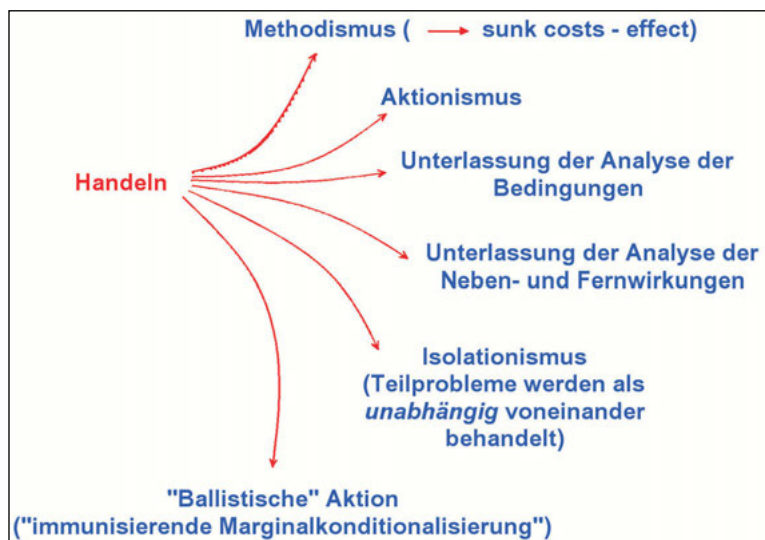 Methodismus ( → sunk costs - effect)
Aktionismus
Unterlassung der Analyse der
Bedingungen
Handeln
Unterlassung der Analyse der
Neben- und Fernwirkungen
Isolationismus
(Teilprobleme werden als
unabhängig voneinander
behandelt)
"Ballistische" Aktion
("immunisierende Marginalkonditionalisierung")